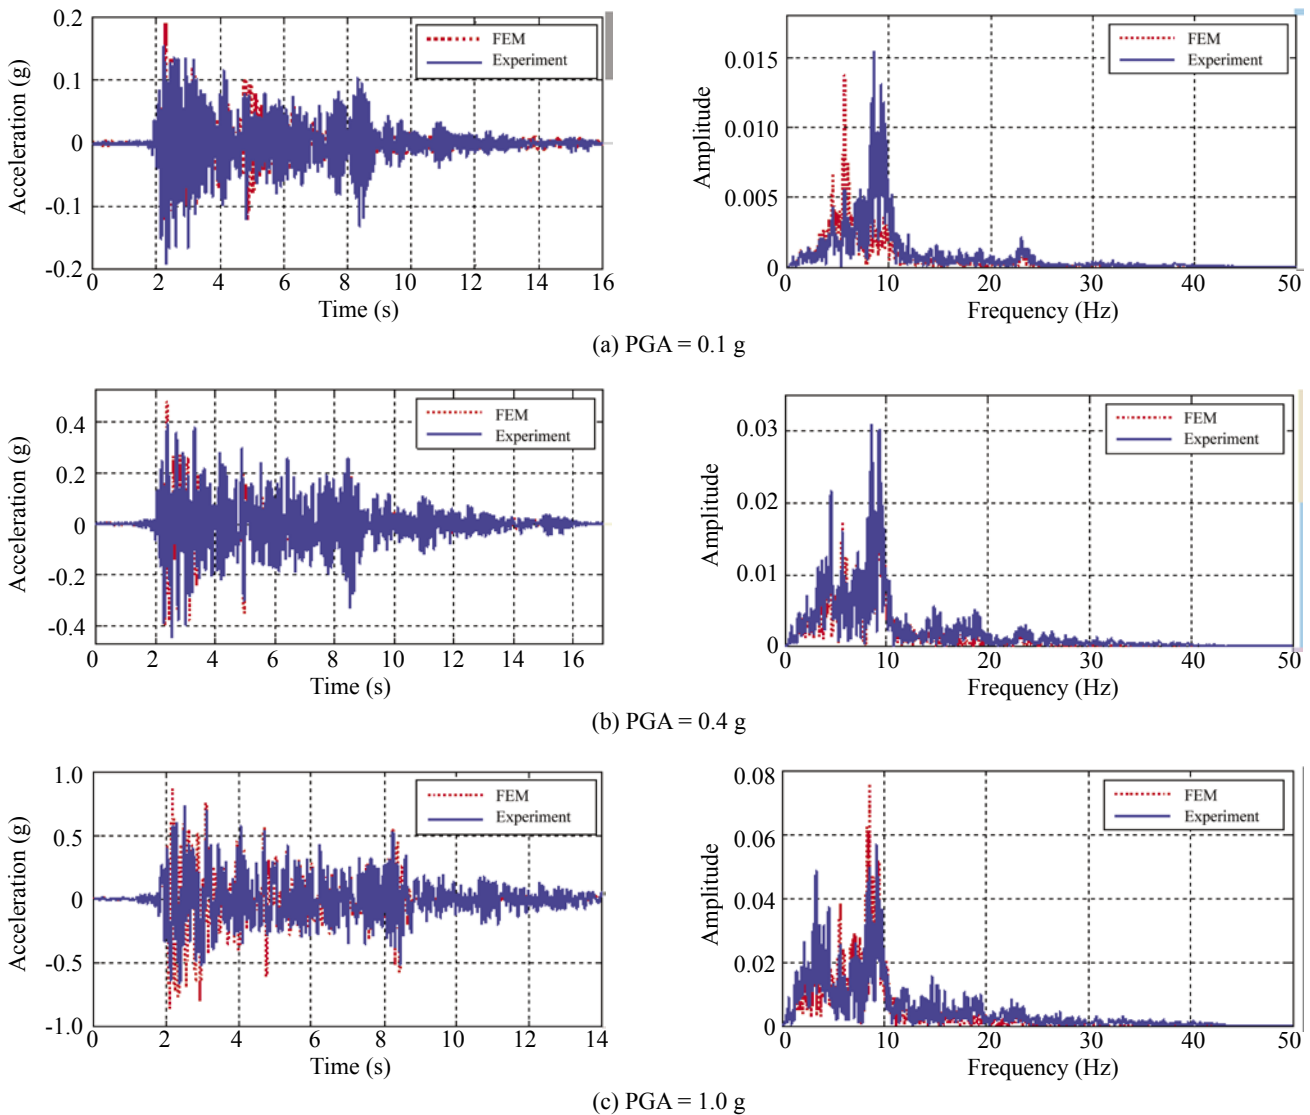 0.2
0.1
0
-0.1
-0.2
Acceleration (g)
FEM
Experiment
0 2 4 6 8 10 12 14 16
Time (s)
0.015
0.010
0.005
0
Amplitude
FEM
Experiment
0 10 20 30 40 50
Frequency (Hz)
(a) PGA = 0.1 g
0.4
0.2
0
-0.2
-0.4
Acceleration (g)
FEM
Experiment
0 2 4 6 8 10 12 14 16
Time (s)
0.03
0.02
0.01
0
Amplitude
FEM
Experiment
0 10 20 30 40 50
Frequency (Hz)
(b) PGA = 0.4 g
1.0
0.5
0
-0.5
-1.0
Acceleration (g)
FEM
Experiment
0 2 4 6 8 10 12 14
Time (s)
0.08
0.06
0.04
0.02
0
Amplitude
FEM
Experiment
0 10 20 30 40 50
Frequency (Hz)
(c) PGA = 1.0 g